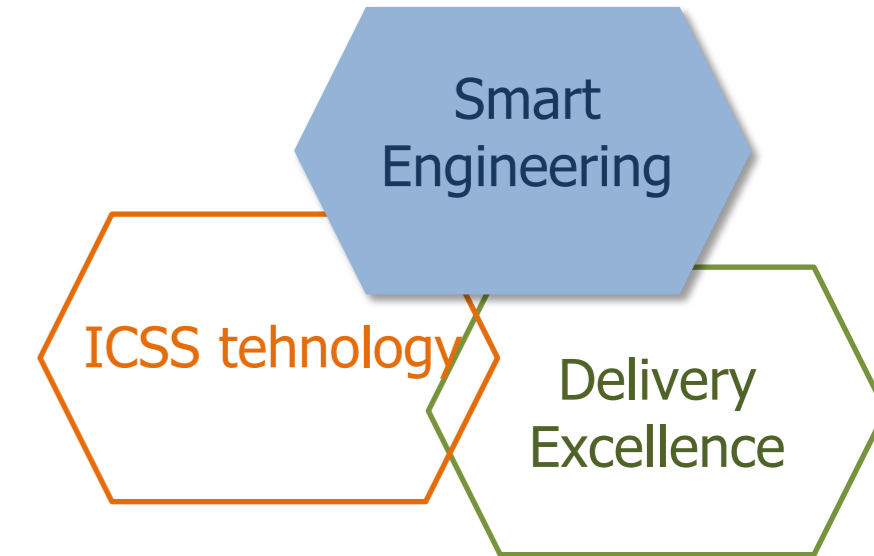 Smart
Engineering
ICSS tehnology
Delivery
Excellence